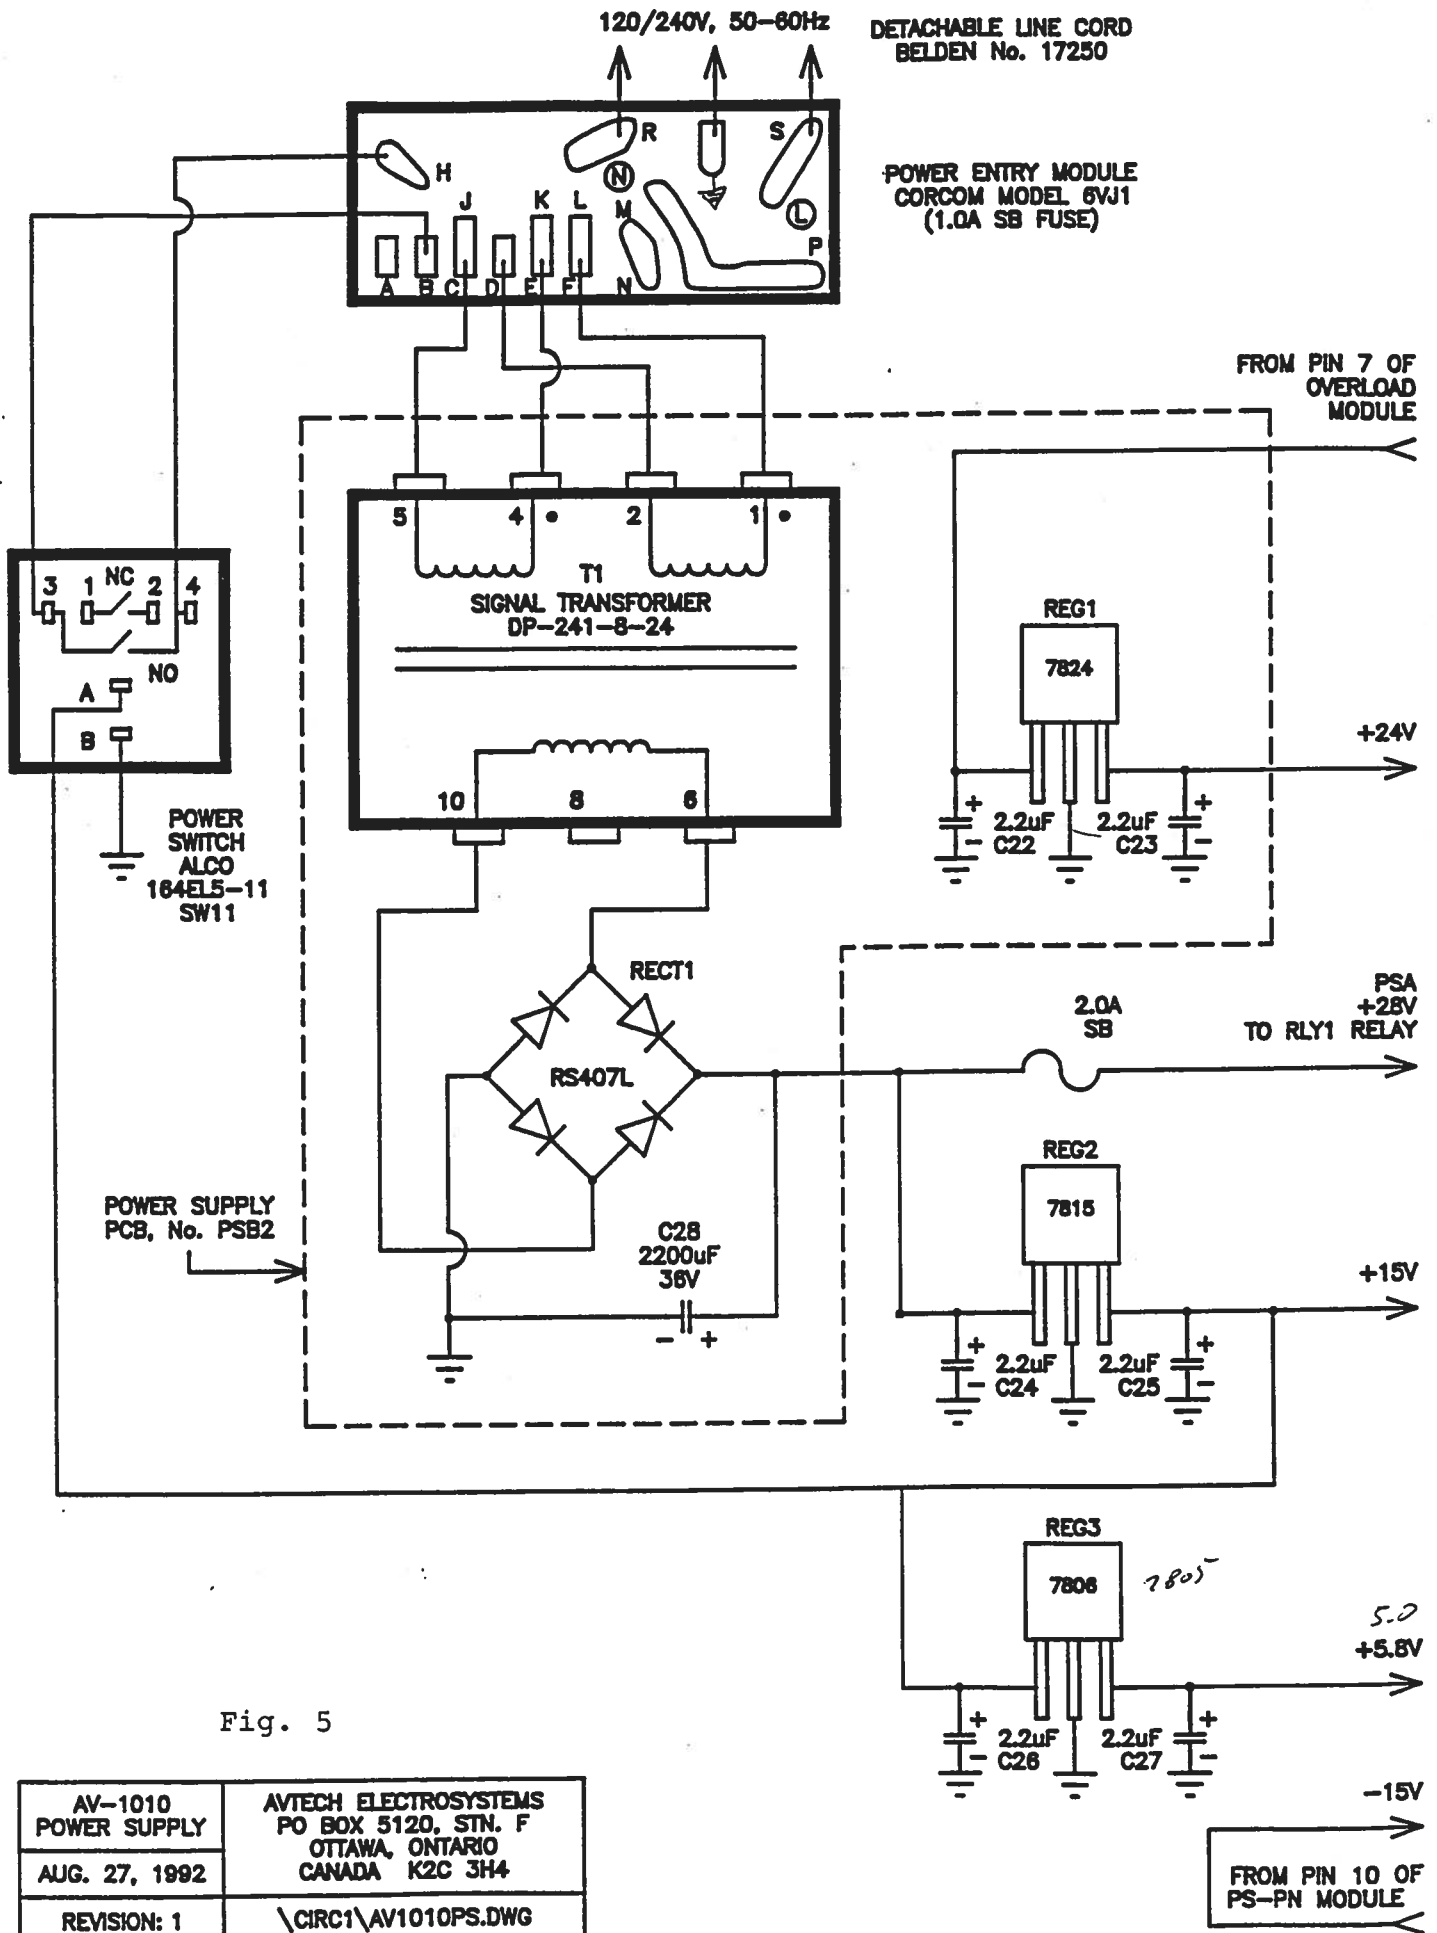 120/240V, 50-60Hz
DETACHABLE LINE CORD
BELDEN No. 17250
R
S
H
N
J
K
L
M
L
P
A
B
C
D
E
F
N
POWER ENTRY MODULE
CORCOM MODEL 6VJ1
(1.0A SB FUSE)
FROM PIN 7 OF
OVERLOAD
MODULE
5
4
2
1
T1
SIGNAL TRANSFORMER
DP-241-8-24
3
1
NC
2
4
NO
A
B
REG1
7824
+24V
10
8
6
+
2.2uF
- C22
2.2uF
C23
+
-
POWER
SWITCH
ALCO
164EL5-11
SW11
RECT1
RS407L
2.0A
SB
PSA
+28V
TO RLY1 RELAY
REG2
7815
POWER SUPPLY
PCB, No. PSB2
C28
2200uF
36V
- +
+15V
+
2.2uF
- C24
2.2uF
C25
+
-
REG3
7806
7805
5.0
+5.8V
+
2.2uF
- C26
2.2uF
C27
+
-
Fig. 5
-15V
FROM PIN 10 OF
PS-PN MODULE
AV-1010
POWER SUPPLY
AUG. 27, 1992
REVISION: 1
AVTECH ELECTROSYSTEMS
PO BOX 5120, STN. F
OTTAWA, ONTARIO
CANADA K2C 3H4
\CIRC1\AV1010PS.DWG